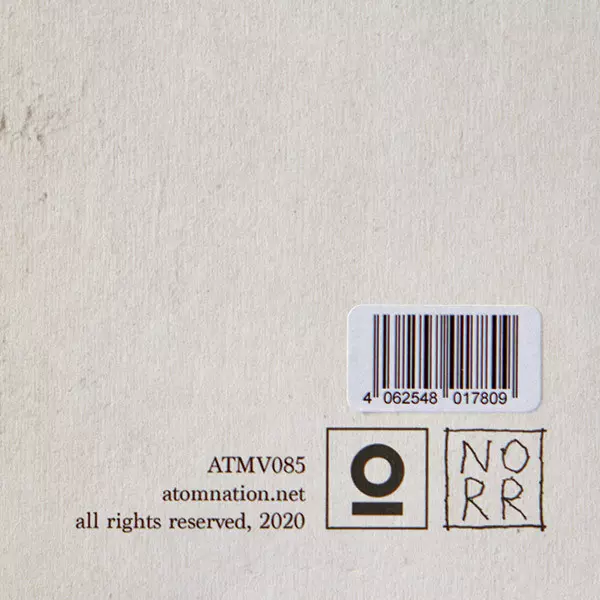 4 062548 017809
ATMV085
atomnation.net
all rights reserved, 2020
NO
RR